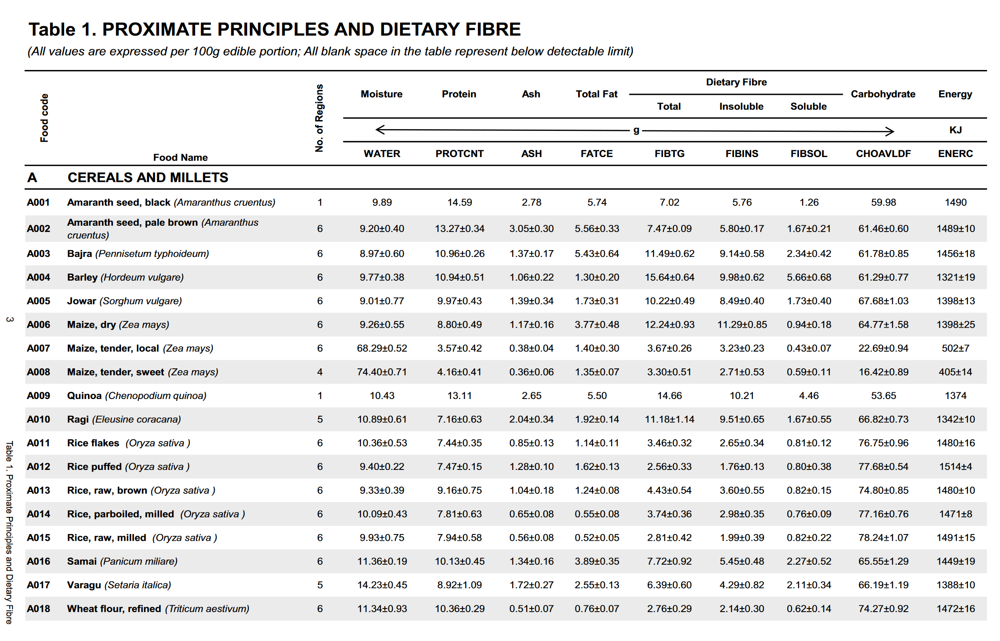 Table 1. PROXIMATE PRINCIPLES AND DIETARY FIBRE
(All values are expressed per 100g edible portion; All blank space in the table represent below detectable limit)
Food code Food Name No. of Regions Moisture Protein Ash Total Fat Dietary Fibre Carbohydrate Energy
Total Insoluble Soluble
g KJ
WATER PROTCNT ASH FATCE FIBTG FIBINS FIBSOL CHOAVLDF ENERC
A CEREALS AND MILLETS
A001 Amaranth seed, black (Amaranthus cruentus) 1 9.89 14.59 2.78 5.74 7.02 5.76 1.26 59.98 1490
A002 Amaranth seed, pale brown (Amaranthus
cruentus) 6 9.20±0.40 13.27±0.34 3.05±0.30 5.56±0.33 7.47±0.09 5.80±0.17 1.67±0.21 61.46±0.60 1489±10
A003 Bajra (Pennisetum typhoideum) 6 8.97±0.60 10.96±0.26 1.37±0.17 5.43±0.64 11.49±0.62 9.14±0.58 2.34±0.42 61.78±0.85 1456±18
A004 Barley (Hordeum vulgare) 6 9.77±0.38 10.94±0.51 1.06±0.22 1.30±0.20 15.64±0.64 9.98±0.62 5.66±0.68 61.29±0.77 1321±19
A005 Jowar (Sorghum vulgare) 6 9.01±0.77 9.97±0.43 1.39±0.34 1.73±0.31 10.22±0.49 8.49±0.40 1.73±0.40 67.68±1.03 1398±13
A006 Maize, dry (Zea mays) 6 9.26±0.55 8.80±0.49 1.17±0.16 3.77±0.48 12.24±0.93 11.29±0.85 0.94±0.18 64.77±1.58 1398±25
A007 Maize, tender, local (Zea mays) 6 68.29±0.52 3.57±0.42 0.38±0.04 1.40±0.30 3.67±0.26 3.23±0.23 0.43±0.07 22.69±0.94 502±7
A008 Maize, tender, sweet (Zea mays) 4 74.40±0.71 4.16±0.41 0.36±0.06 1.35±0.07 3.30±0.51 2.71±0.53 0.59±0.11 16.42±0.89 405±14
A009 Quinoa (Chenopodium quinoa) 1 10.43 13.11 2.65 5.50 14.66 10.21 4.46 53.65 1374
A010 Ragi (Eleusine coracana) 5 10.89±0.61 7.16±0.63 2.04±0.34 1.92±0.14 11.18±1.14 9.51±0.65 1.67±0.55 66.82±0.73 1342±10
A011 Rice flakes (Oryza sativa ) 6 10.36±0.53 7.44±0.35 0.85±0.13 1.14±0.11 3.46±0.32 2.65±0.34 0.81±0.12 76.75±0.96 1480±16
A012 Rice puffed (Oryza sativa ) 6 9.40±0.22 7.47±0.15 1.28±0.10 1.62±0.13 2.56±0.33 1.76±0.13 0.80±0.38 77.68±0.54 1514±4
A013 Rice, raw, brown (Oryza sativa ) 6 9.33±0.39 9.16±0.75 1.04±0.18 1.24±0.08 4.43±0.54 3.60±0.55 0.82±0.15 74.80±0.85 1480±10
A014 Rice, parboiled, milled (Oryza sativa ) 6 10.09±0.43 7.81±0.63 0.65±0.08 0.55±0.08 3.74±0.36 2.98±0.35 0.76±0.09 77.16±0.76 1471±8
A015 Rice, raw, milled (Oryza sativa ) 6 9.93±0.75 7.94±0.58 0.56±0.08 0.52±0.05 2.81±0.42 1.99±0.39 0.82±0.22 78.24±1.07 1491±15
A016 Samai (Panicum miliare) 6 11.36±0.19 10.13±0.45 1.34±0.16 3.89±0.35 7.72±0.92 5.45±0.48 2.27±0.52 65.55±1.29 1449±19
A017 Varagu (Setaria italica) 5 14.23±0.45 8.92±1.09 1.72±0.27 2.55±0.13 6.39±0.60 4.29±0.82 2.11±0.34 66.19±1.19 1388±10
A018 Wheat flour, refined (Triticum aestivum) 6 11.34±0.93 10.36±0.29 0.51±0.07 0.76±0.07 2.76±0.29 2.14±0.30 0.62±0.14 74.27±0.92 1472±16
3
Table 1. Proximate Principles and Dietary Fibre